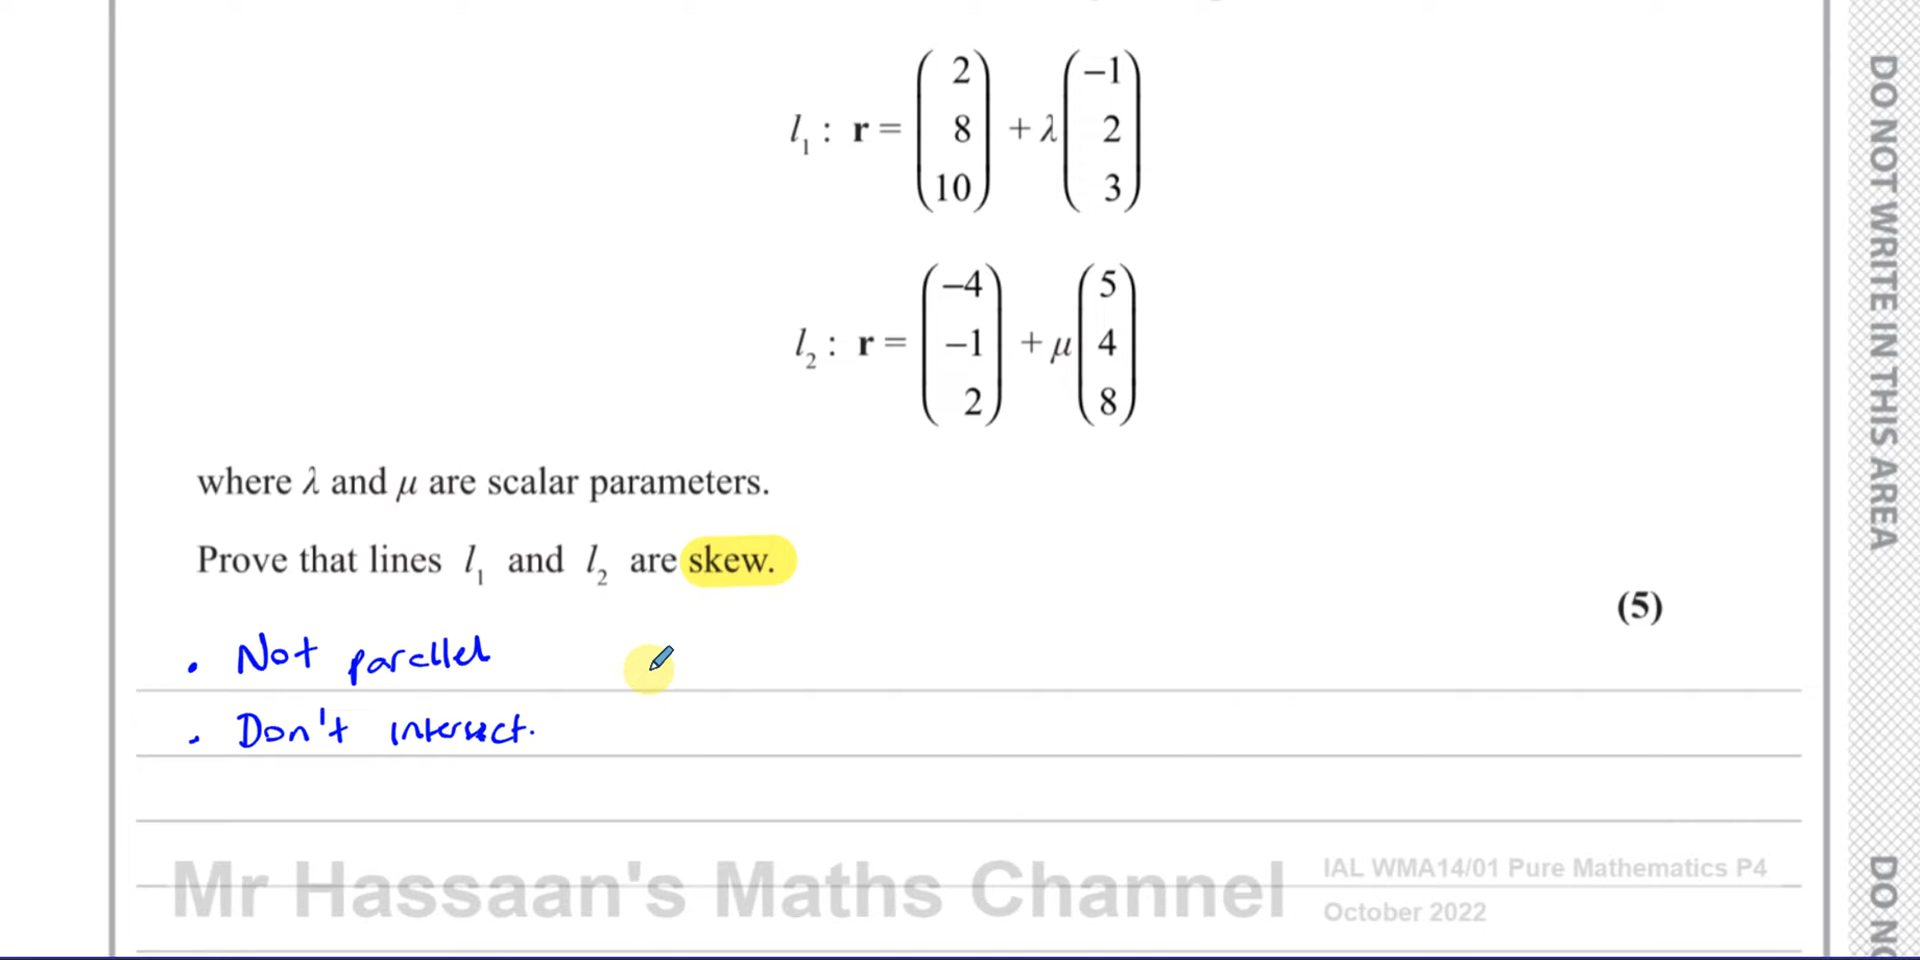 l₁ : r = (2 8 10) + λ(−1 2 3)
l₂ : r = (−4 −1 2) + μ(5 4 8)
where λ and μ are scalar parameters.
Prove that lines l₁ and l₂ are skew.
(5)
. Not parallel
. Don't intersect.
Mr Hassaan's Maths Channel
IAL WMA14/01 Pure Mathematics P4
October 2022
DO NOT WRITE IN THIS AREA